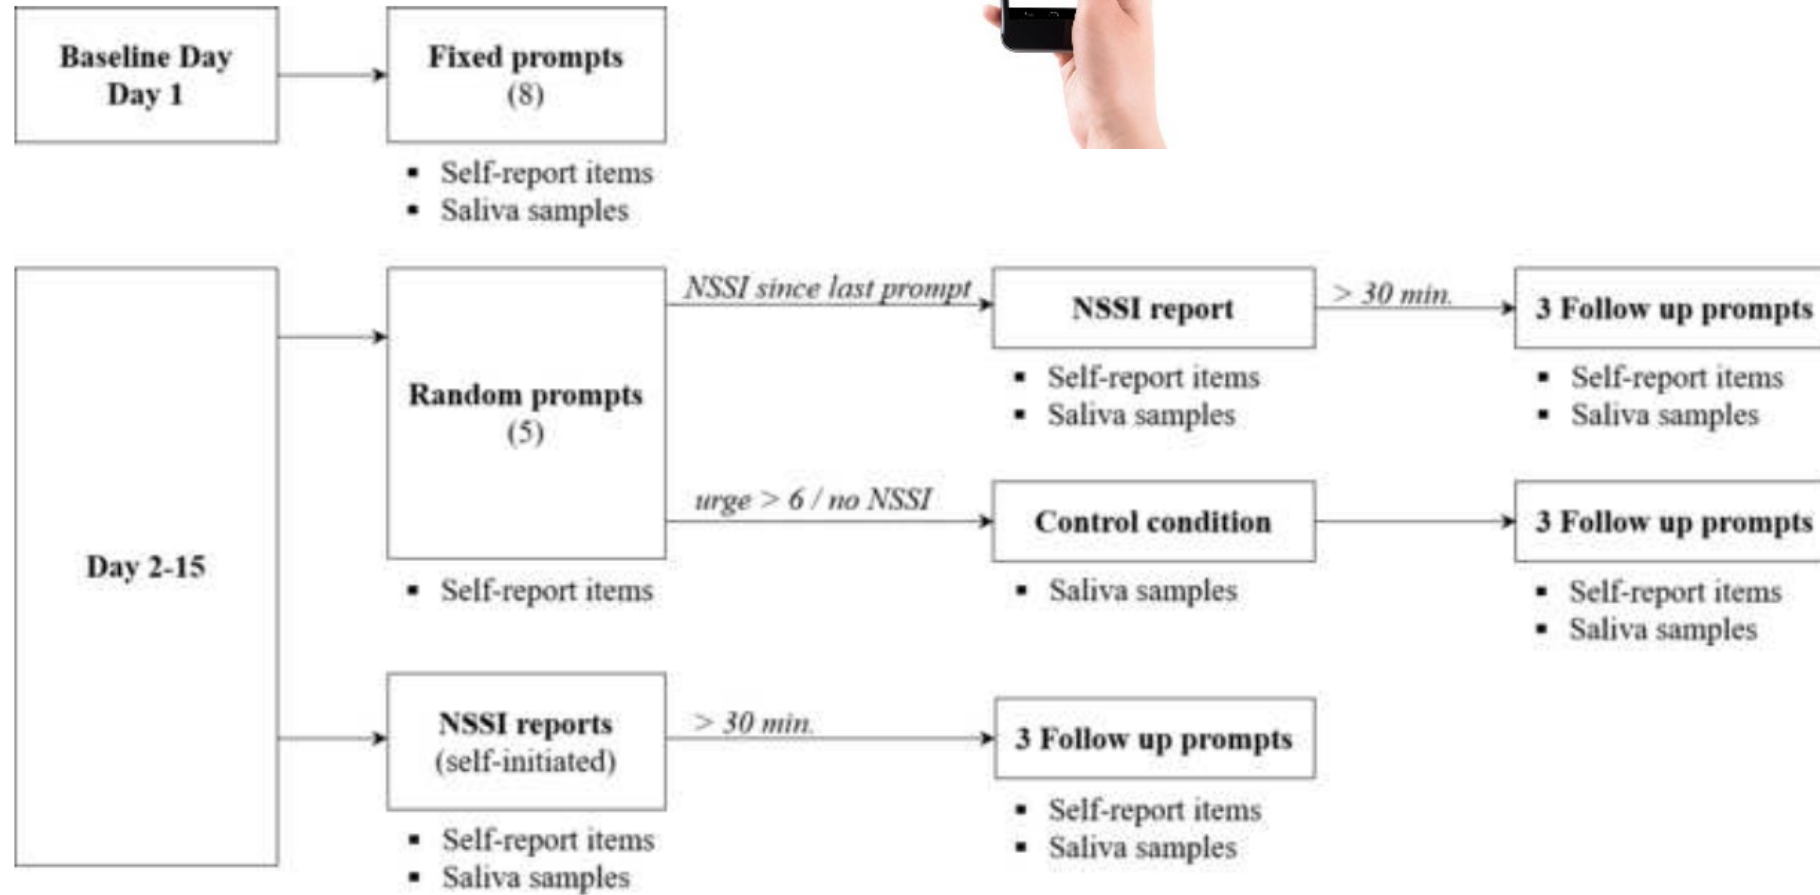 Baseline Day
Day 1
Fixed prompts
(8)
▪ Self-report items
▪ Saliva samples
Day 2-15
Random prompts
(5)
▪ Self-report items
NSSI since last prompt
NSSI report
▪ Self-report items
▪ Saliva samples
> 30 min.
3 Follow up prompts
▪ Self-report items
▪ Saliva samples
urge > 6 / no NSSI
Control condition
▪ Saliva samples
3 Follow up prompts
▪ Self-report items
▪ Saliva samples
NSSI reports
(self-initiated)
▪ Self-report items
▪ Saliva samples
> 30 min.
3 Follow up prompts
▪ Self-report items
▪ Saliva samples